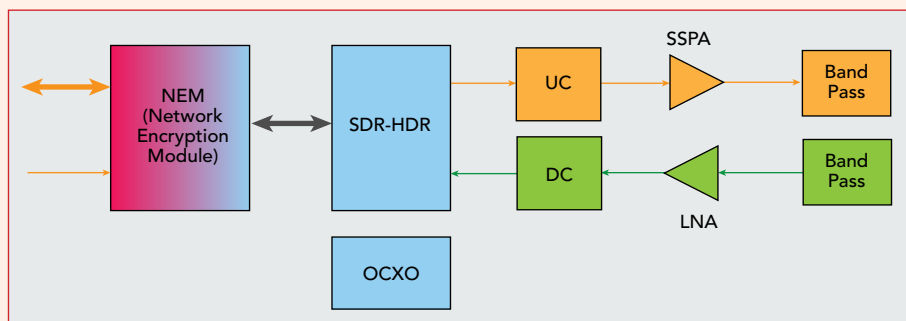 NEM
(Network
Encryption
Module)
SDR-HDR
OCXO
UC
DC
SSPA
LNA
Band
Pass
Band
Pass